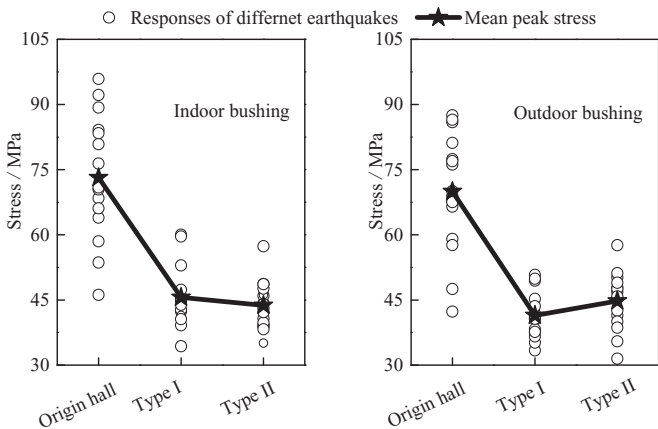 Responses of differnet earthquakes Mean peak stress
105
90
75
60
45
30
Stress / MPa
Indoor bushing
Origin hall
Type I
Type II
105
90
75
60
45
30
Stress / MPa
Outdoor bushing
Origin hall
Type I
Type II